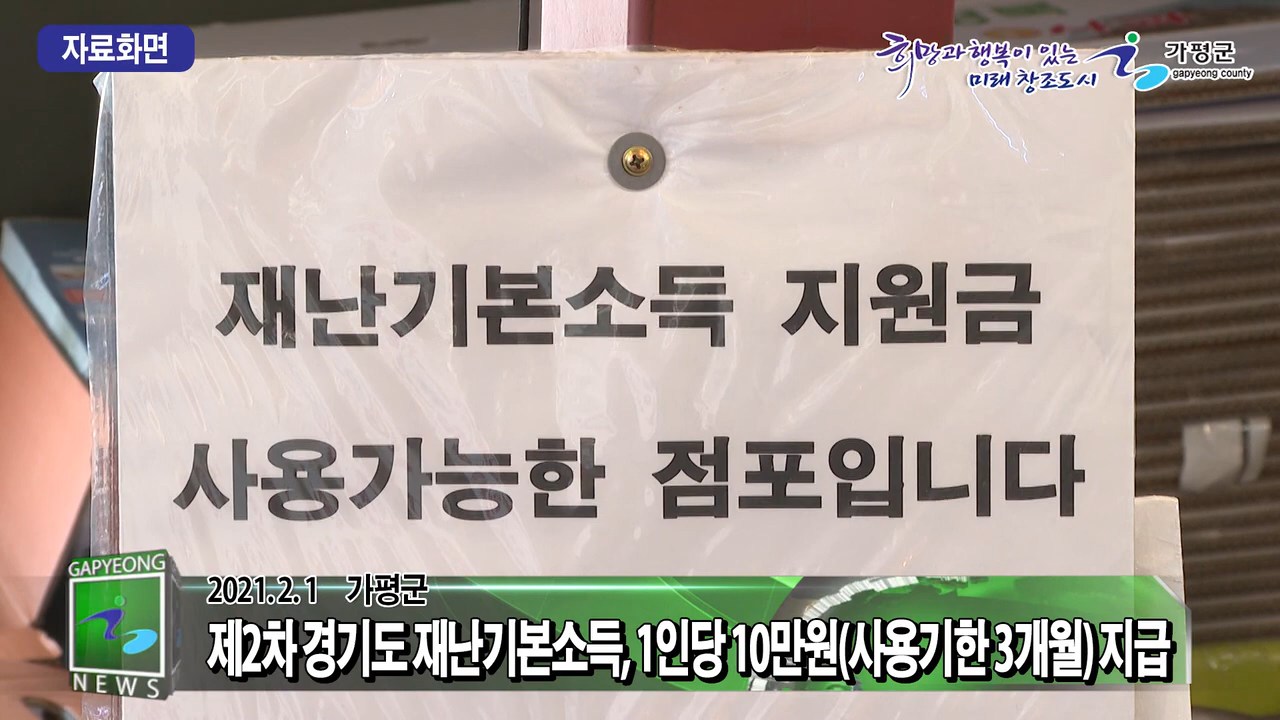 자료화면
희망과 행복이 있는
미래 창조도시
가평군
gapyeong county
재난기본소득 지원금
사용가능한 점포입니다
GAPYEONG
NEWS
2021.2.1 가평군
제2차 경기도 재난기본소득, 1인당 10만원(사용기한 3개월) 지급